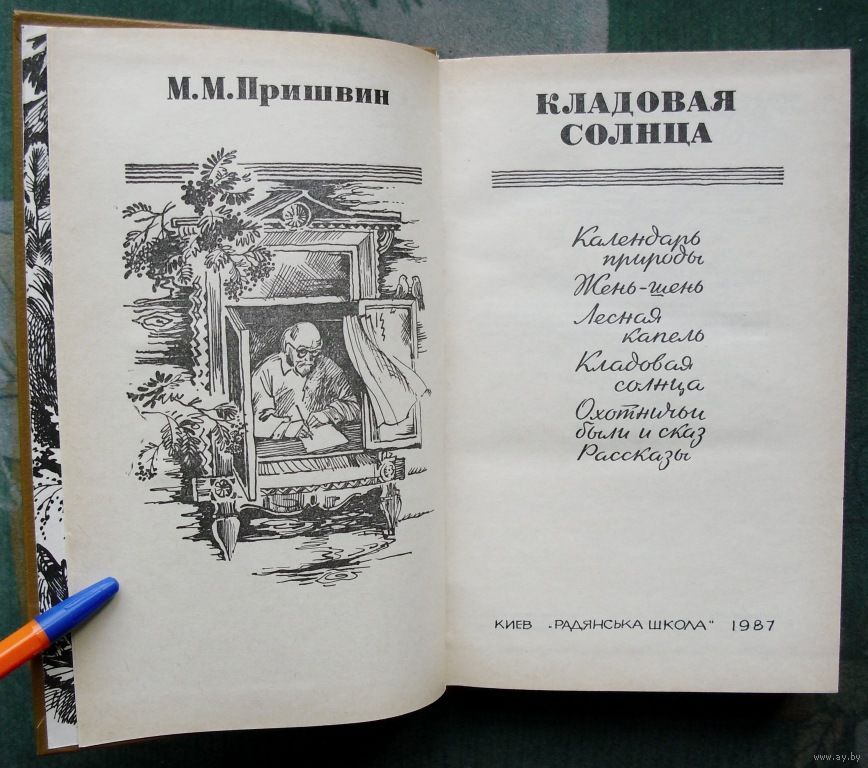 М.М.Пришвин
КЛАДОВАЯ
СОЛНЦА
Календарь
природы
Жень-шень
Лесная
капель
Кладовая
солнца
Охотничьи
были и сказ
Рассказы
КИЕВ „РАДЯНСЬКА ШКОЛА" 1987
www.ay.by